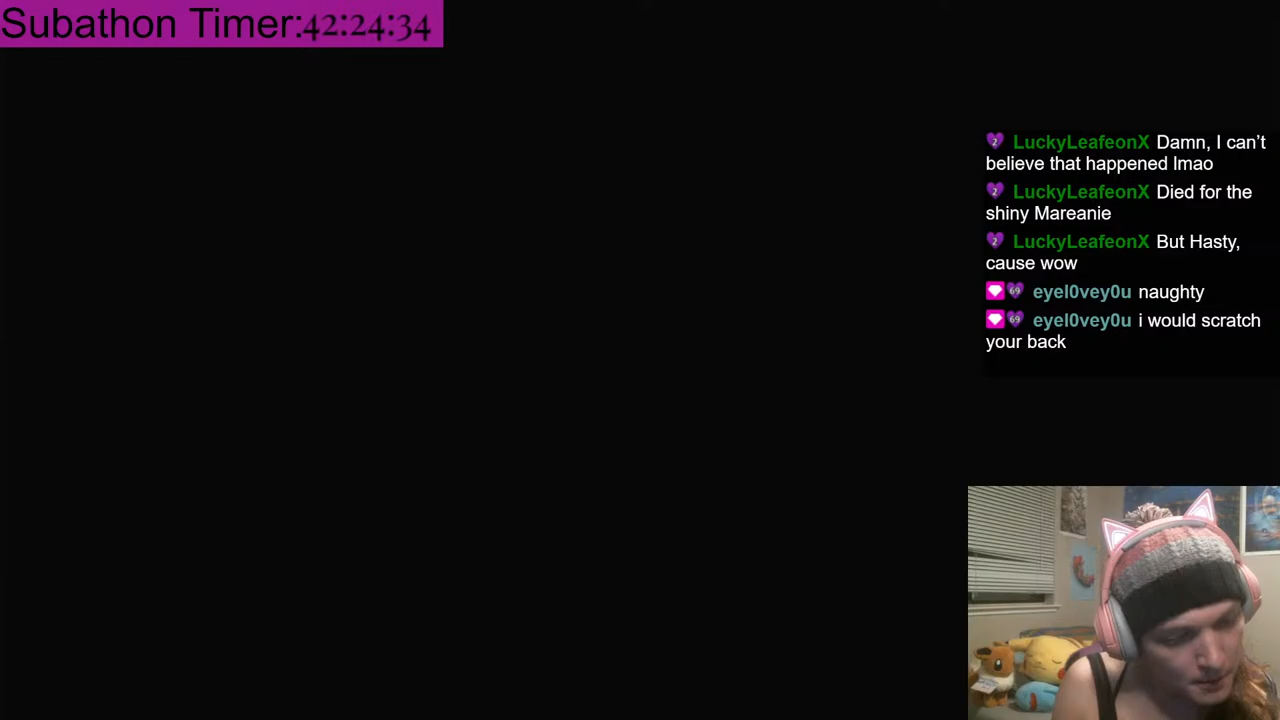 Subathon Timer:42:24:34
LuckyLeafeonX Damn, I can’t
believe that happened lmao
LuckyLeafeonX Died for the
shiny Mareanie
LuckyLeafeonX But Hasty,
cause wow
eyel0vey0u naughty
eyel0vey0u i would scratch
your back